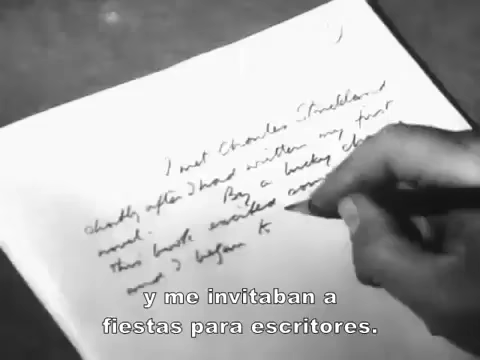 I met Charles Strickland
shortly after I had written my first
novel. By a lucky
this book excited
and I began to
y me invitaban a
fiestas para escritores.